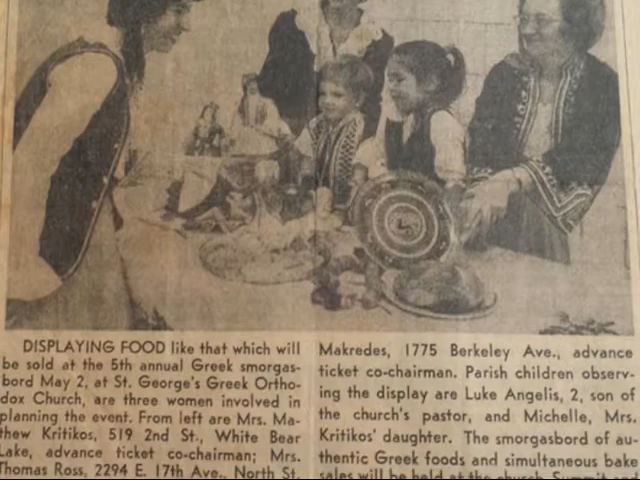 DISPLAYING FOOD like that which will
be sold at the 5th annual Greek smorgas-
bord May 2, at St. George's Greek Ortho-
dox Church, are three women involved in
planning the event. From left are Mrs. Ma-
thew Kritikos, 519 2nd St., White Bear
Lake, advance ticket co-chairman; Mrs.
Thomas Ross, 2294 E. 17th Ave., North St.
Makredes, 1775 Berkeley Ave., advance
ticket co-chairman. Parish children observ-
ing the display are Luke Angelis, 2, son of
the church's pastor, and Michelle, Mrs.
Kritikos' daughter. The smorgasbord of au-
thentic Greek foods and simultaneous bake
sales will be held at the church, Summit and